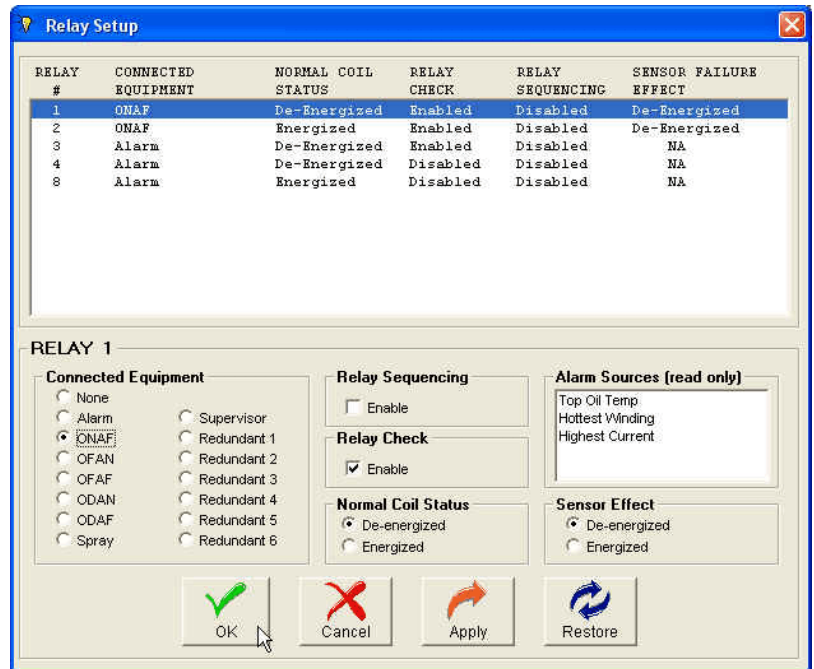 Relay Setup
RELAY CONNECTED NORMAL COIL RELAY RELAY SENSOR FAILURE
# EQUIPMENT STATUS CHECK SEQUENCING EFFECT
1 ONAF De-Energized Enabled Disabled De-Energized
2 ONAF Energized Enabled Disabled De-Energized
3 Alarm De-Energized Enabled Disabled NA
4 Alarm De-Energized Disabled Disabled NA
8 Alarm Energized Disabled Disabled NA
RELAY 1
Connected Equipment
None
Alarm
ONAF
OFAN
OFAF
ODAN
ODAF
Spray
Supervisor
Redundant 1
Redundant 2
Redundant 3
Redundant 4
Redundant 5
Redundant 6
Relay Sequencing
Enable
Relay Check
Enable
Normal Coil Status
De-energized
Energized
Alarm Sources (read only)
Top Oil Temp
Hottest Winding
Highest Current
Sensor Effect
De-energized
Energized
OK
Cancel
Apply
Restore